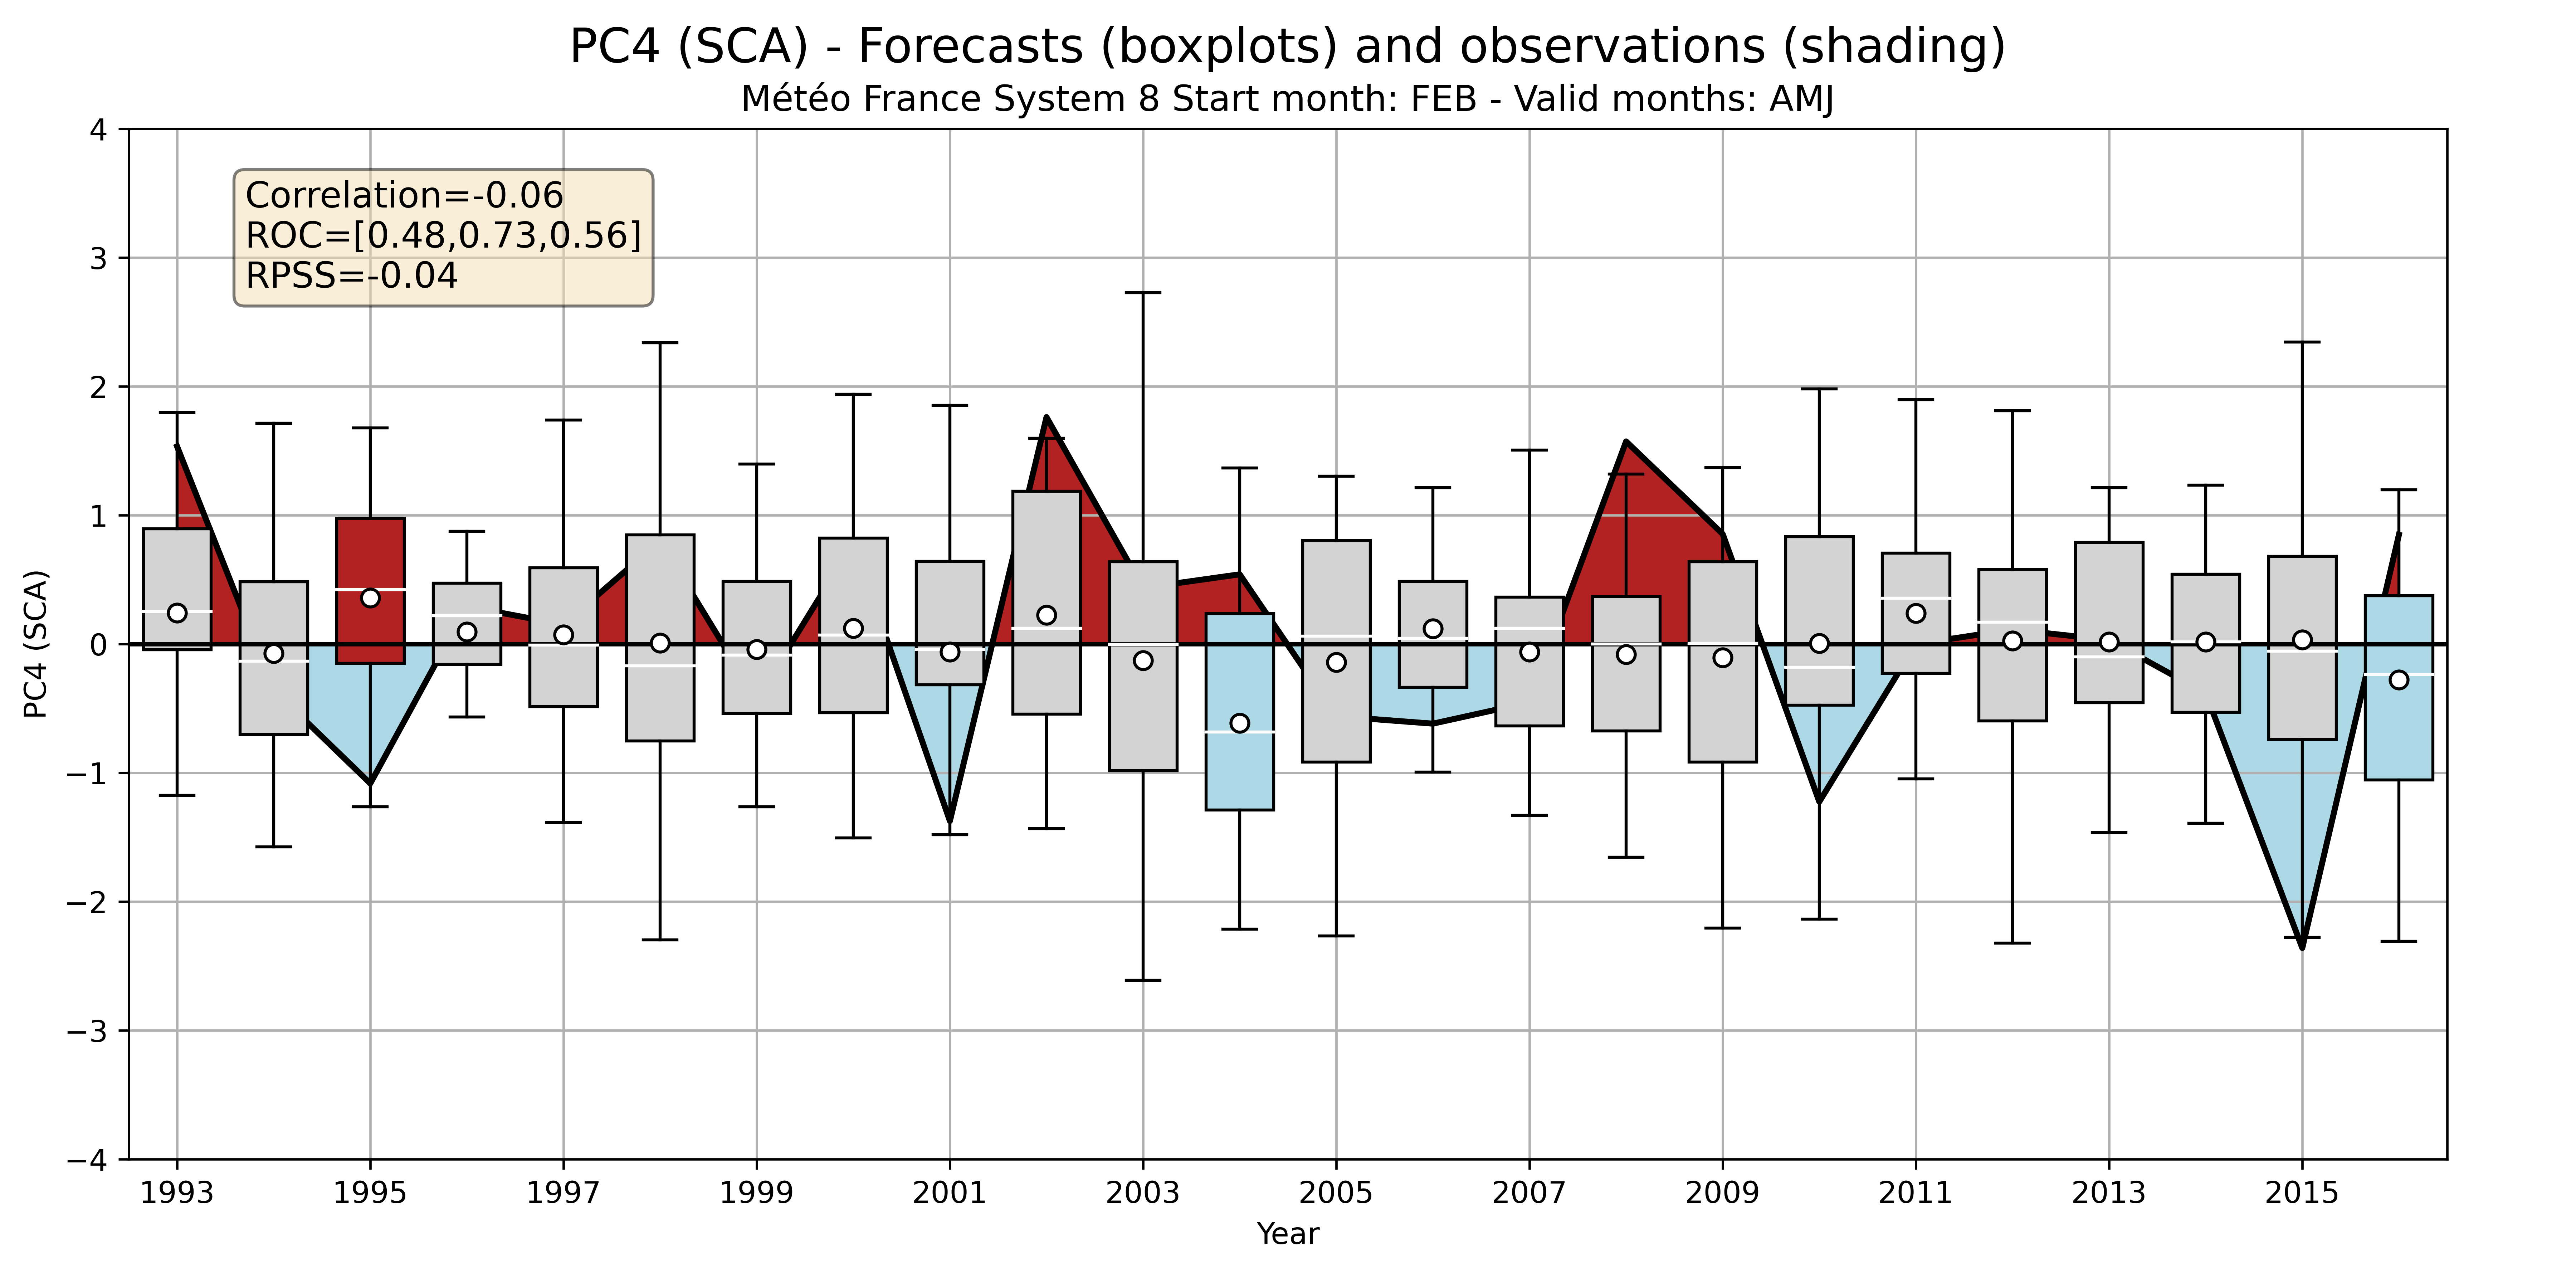 PC4 (SCA) - Forecasts (boxplots) and observations (shading)
Météo France System 8 Start month: FEB - Valid months: AMJ
Correlation=-0.06
ROC=[0.48,0.73,0.56]
RPSS=-0.04
PC4 (SCA)
4
3
2
1
0
−1
−2
−3
−4
1993 1995 1997 1999 2001 2003 2005 2007 2009 2011 2013 2015
Year